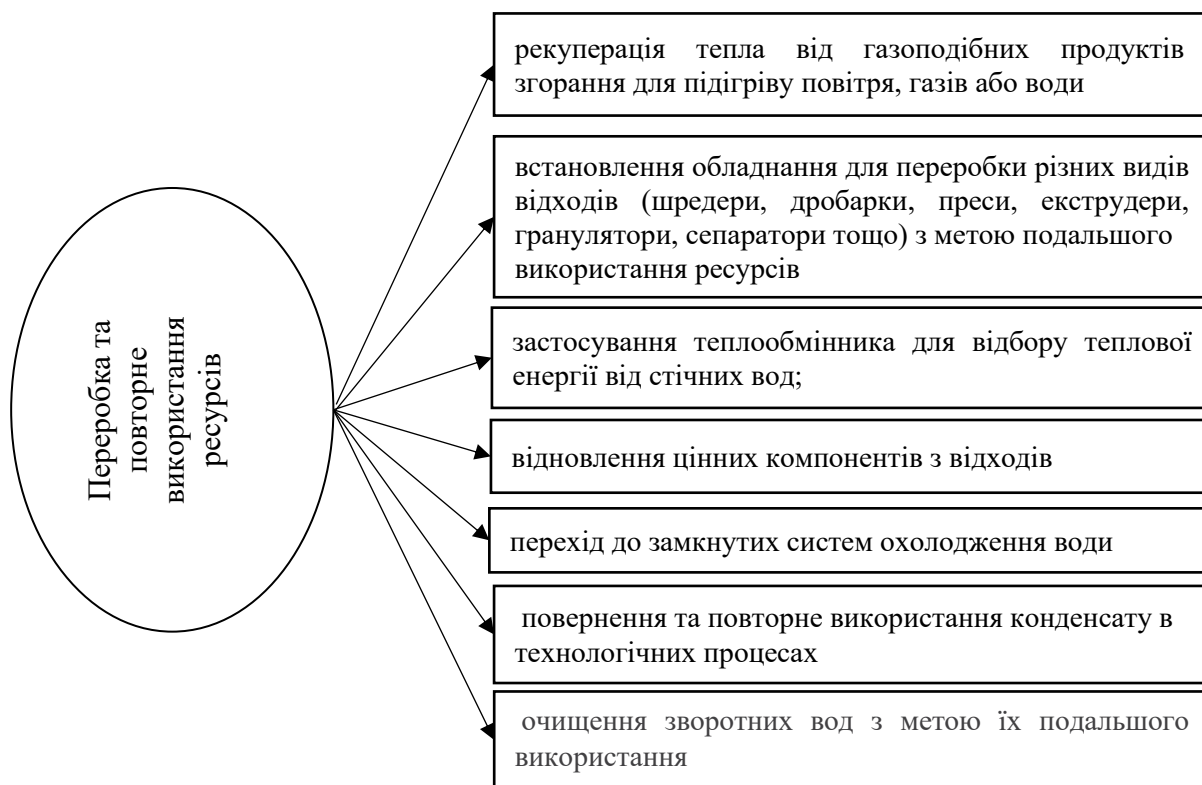 Переробка та
повторне
використання
ресурсів
рекуперація тепла від газоподібних продуктів
згорання для підігріву повітря, газів або води
встановлення обладнання для переробки різних видів
відходів (шредери, дробарки, преси, екструдери,
гранулятори, сепаратори тощо) з метою подальшого
використання ресурсів
застосування теплообмінника для відбору теплової
енергії від стічних вод;
відновлення цінних компонентів з відходів
перехід до замкнутих систем охолодження води
повернення та повторне використання конденсату в
технологічних процесах
очищення зворотних вод з метою їх подальшого
використання